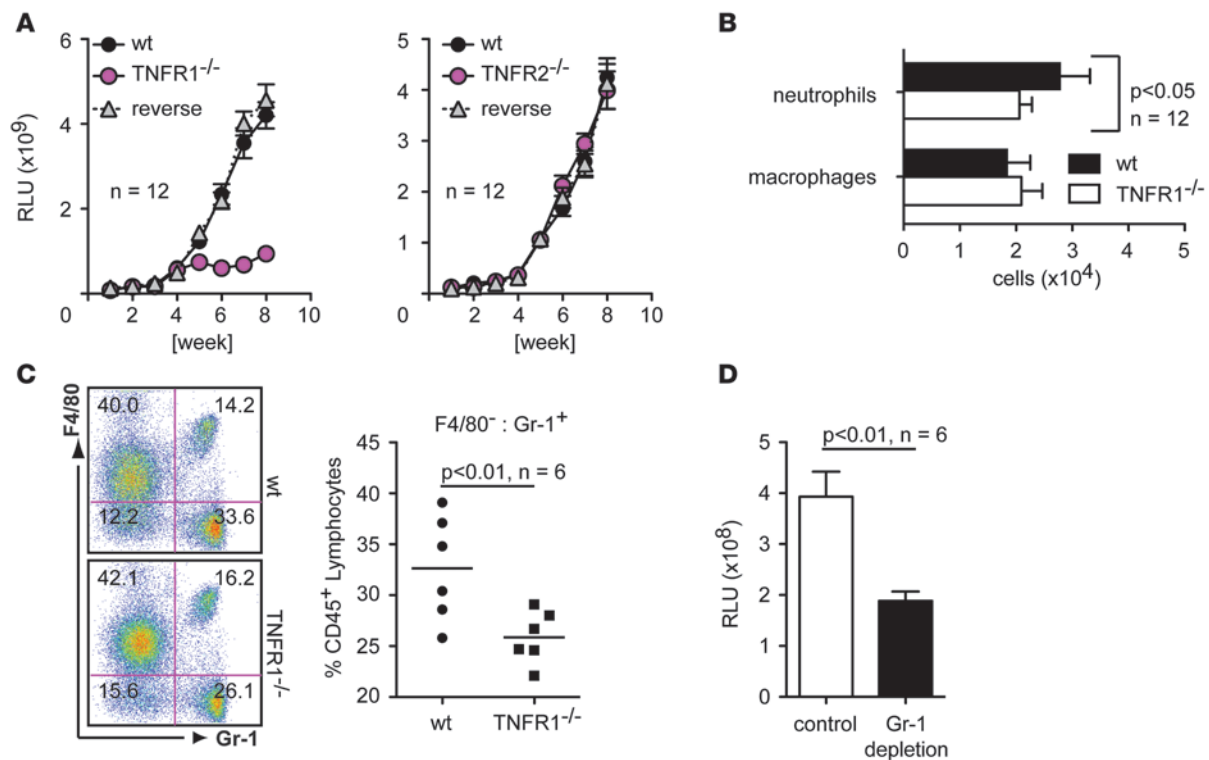 A
6
4
2
0
RLU (x10⁹)
wt
TNFR1⁻/⁻
reverse
n = 12
2 4 6 8 10
[week]
5
4
3
2
1
0
wt
TNFR2⁻/⁻
reverse
n = 12
2 4 6 8 10
[week]
B
neutrophils
macrophages
p<0.05
n = 12
wt
TNFR1⁻/⁻
0 1 2 3 4 5
cells (x10⁴)
C
F4/80
40.0 14.2
12.2 33.6
wt
42.1 16.2
15.6 26.1
TNFR1⁻/⁻
Gr-1
F4/80⁻ : Gr-1⁺
p<0.01, n = 6
% CD45⁺ Lymphocytes
45
40
35
30
25
20
wt TNFR1⁻/⁻
D
p<0.01, n = 6
RLU (x10⁸)
5
4
3
2
1
0
control Gr-1
depletion